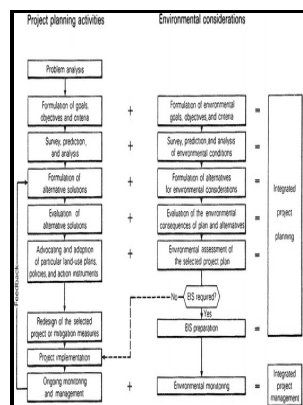 Project planning activities
Environmental considerations
Problem analysis
Formulation of goals,
objectives and criteria
+
Formulation of environmental
goals, objectives, and criteria
=
Survey, prediction,
and analysis
+
Survey, prediction, and analysis
of environmental conditions
=
Formulation of
alternative solutions
+
Formulation of alternatives
for environmental considerations
=
Evaluation of
alternative solutions
+
Evaluation of the environmental
consequences of plan and alternatives
=
Advocating and adoption
of particular land-use plans,
policies, and action instruments
+
Environmental assessment of
the selected project plan
=
Integrated
project
planning
No
EIS required?
Yes
Redesign of the selected
project or mitigation measures
EIS preparation
=
Project implementation
Ongoing monitoring
and management
+
Environmental monitoring
=
Integrated
project
management
Feedback